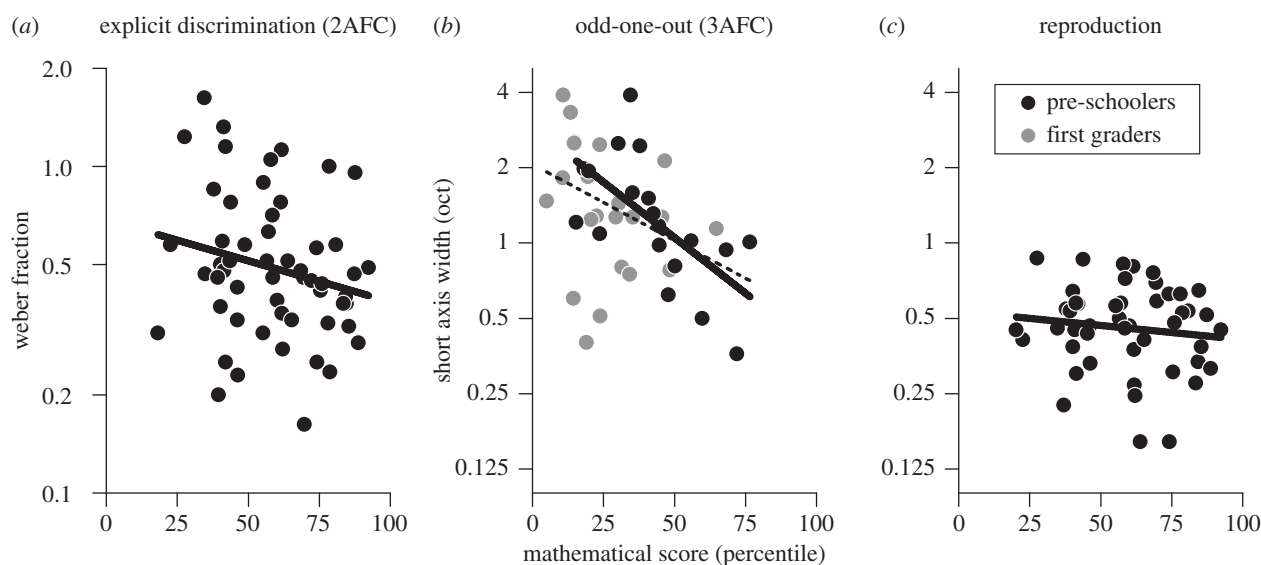 (a) explicit discrimination (2AFC)
2.0
1.0
0.5
0.2
0.1
weber fraction
0 25 50 75 100
(b) odd-one-out (3AFC)
4
2
1
0.5
0.25
0.125
short axis width (oct)
0 25 50 75 100
mathematical score (percentile)
(c) reproduction
pre-schoolers
first graders
4
2
1
0.5
0.25
0.125
0 25 50 75 100